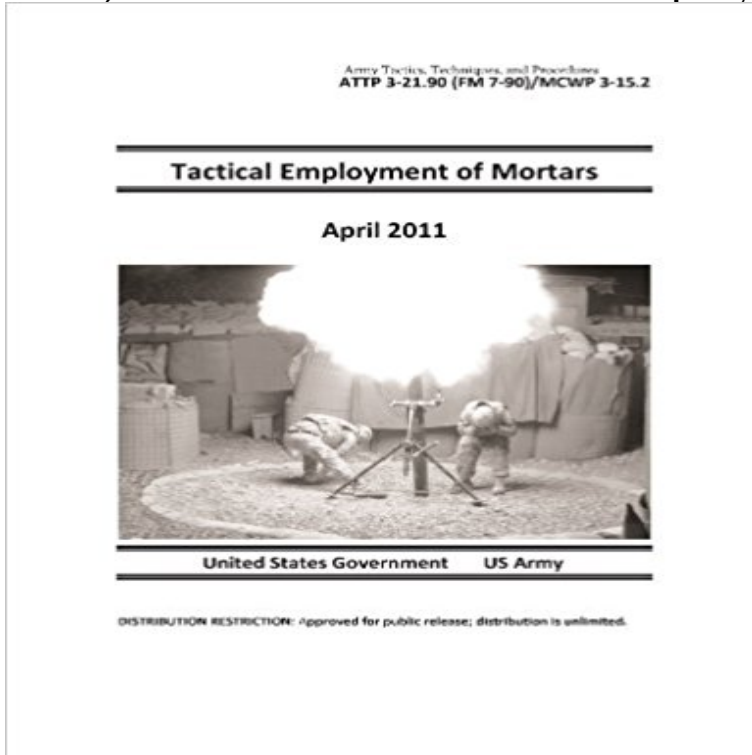 Army Tactics, Techniques, and Procedures
ATTP 3-21.90 (FM 7-90)/MCWP 3-15.2
Tactical Employment of Mortars
April 2011
United States Government US Army
DISTRIBUTION RESTRICTION: Approved for public release; distribution is unlimited.